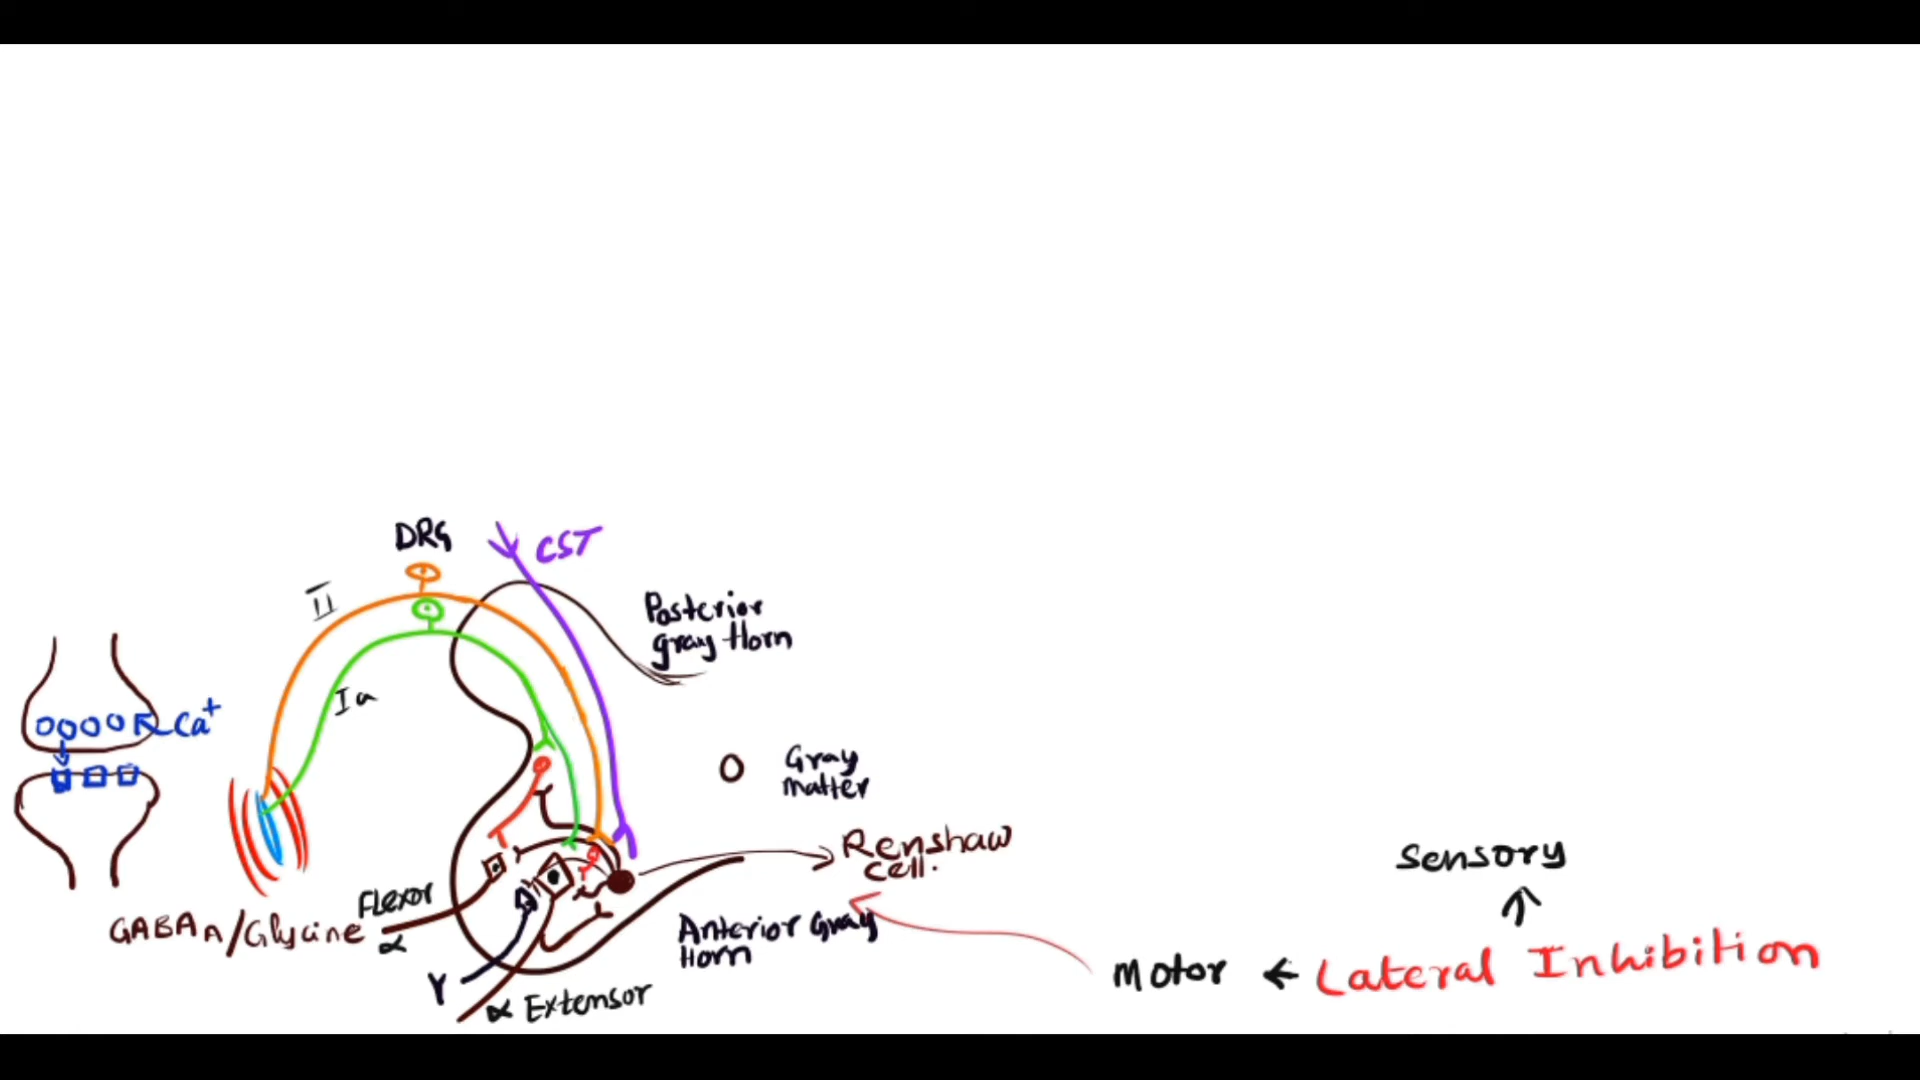 DRG
CST
II
Posterior
gray Horn
Ia
Ca+
Gray
matter
Renshaw
cell.
Sensory
Flexor
GABAA/Glycine
α
Anterior Gray
Horn
Lateral Inhibition
Motor
γ
α Extensor